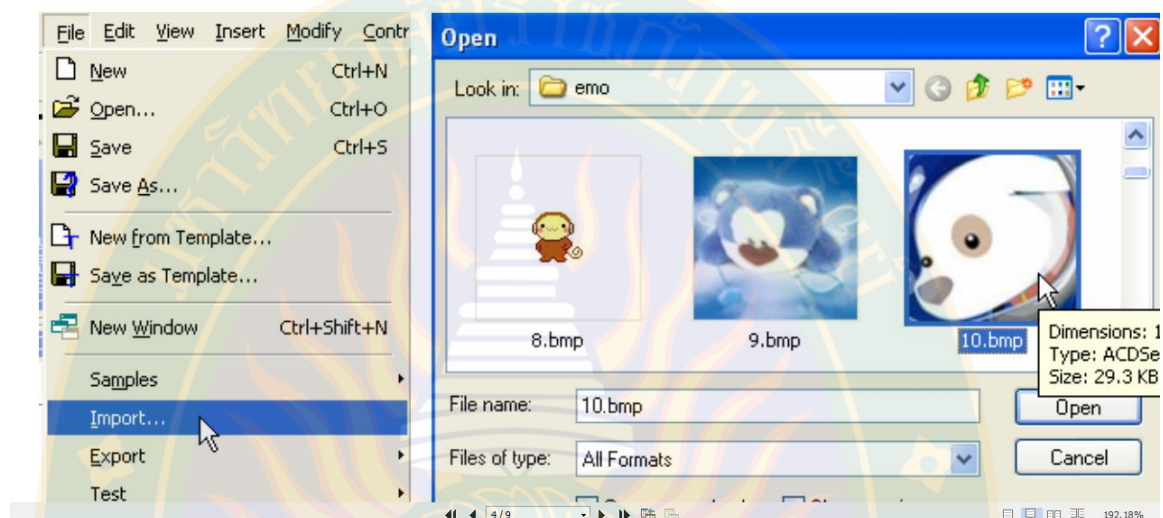 File Edit View Insert Modify Contr
New Ctrl+N
Open... Ctrl+O
Save Ctrl+S
Save As...
New from Template...
Save as Template...
New Window Ctrl+Shift+N
Samples
Import...
Export
Test
Open
Look in: emo
8.bmp
9.bmp
10.bmp
Dimensions: 1
Type: ACDSe
Size: 29.3 KB
File name: 10.bmp
Open
Files of type: All Formats
Cancel
4/9
192.18%